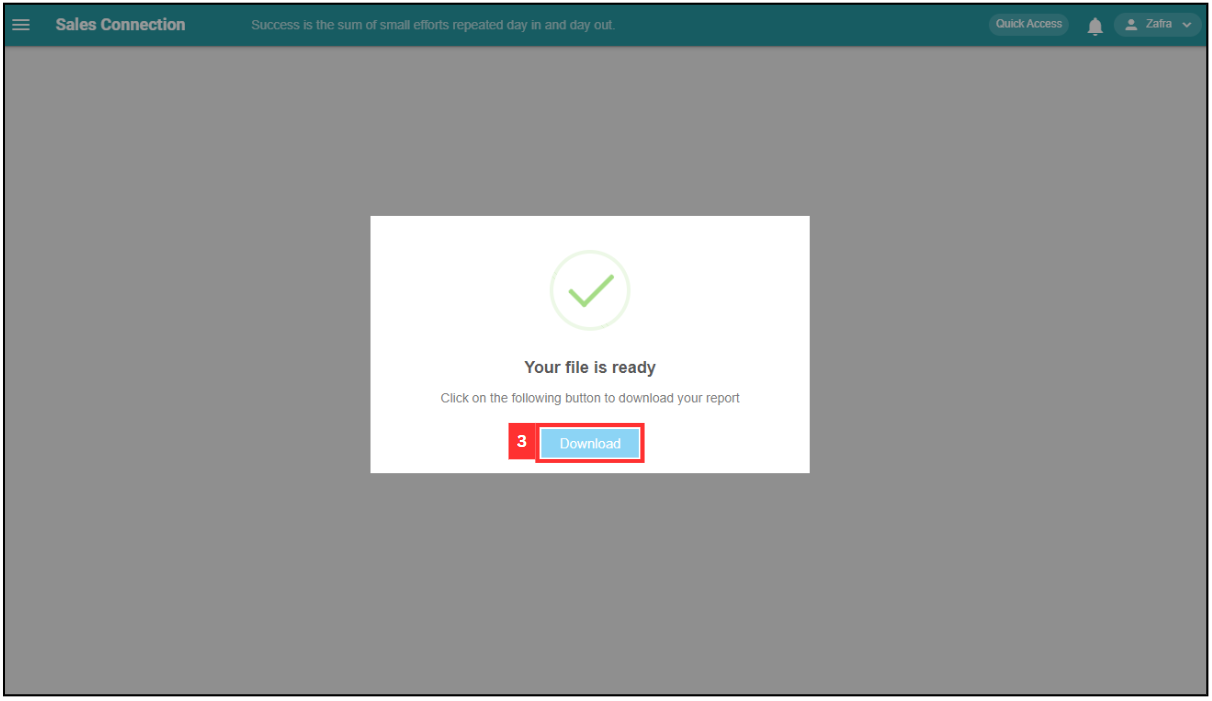 Sales Connection
Success is the sum of small efforts repeated day in and day out.
Quick Access
Zafra
Your file is ready
Click on the following button to download your report
3
Download